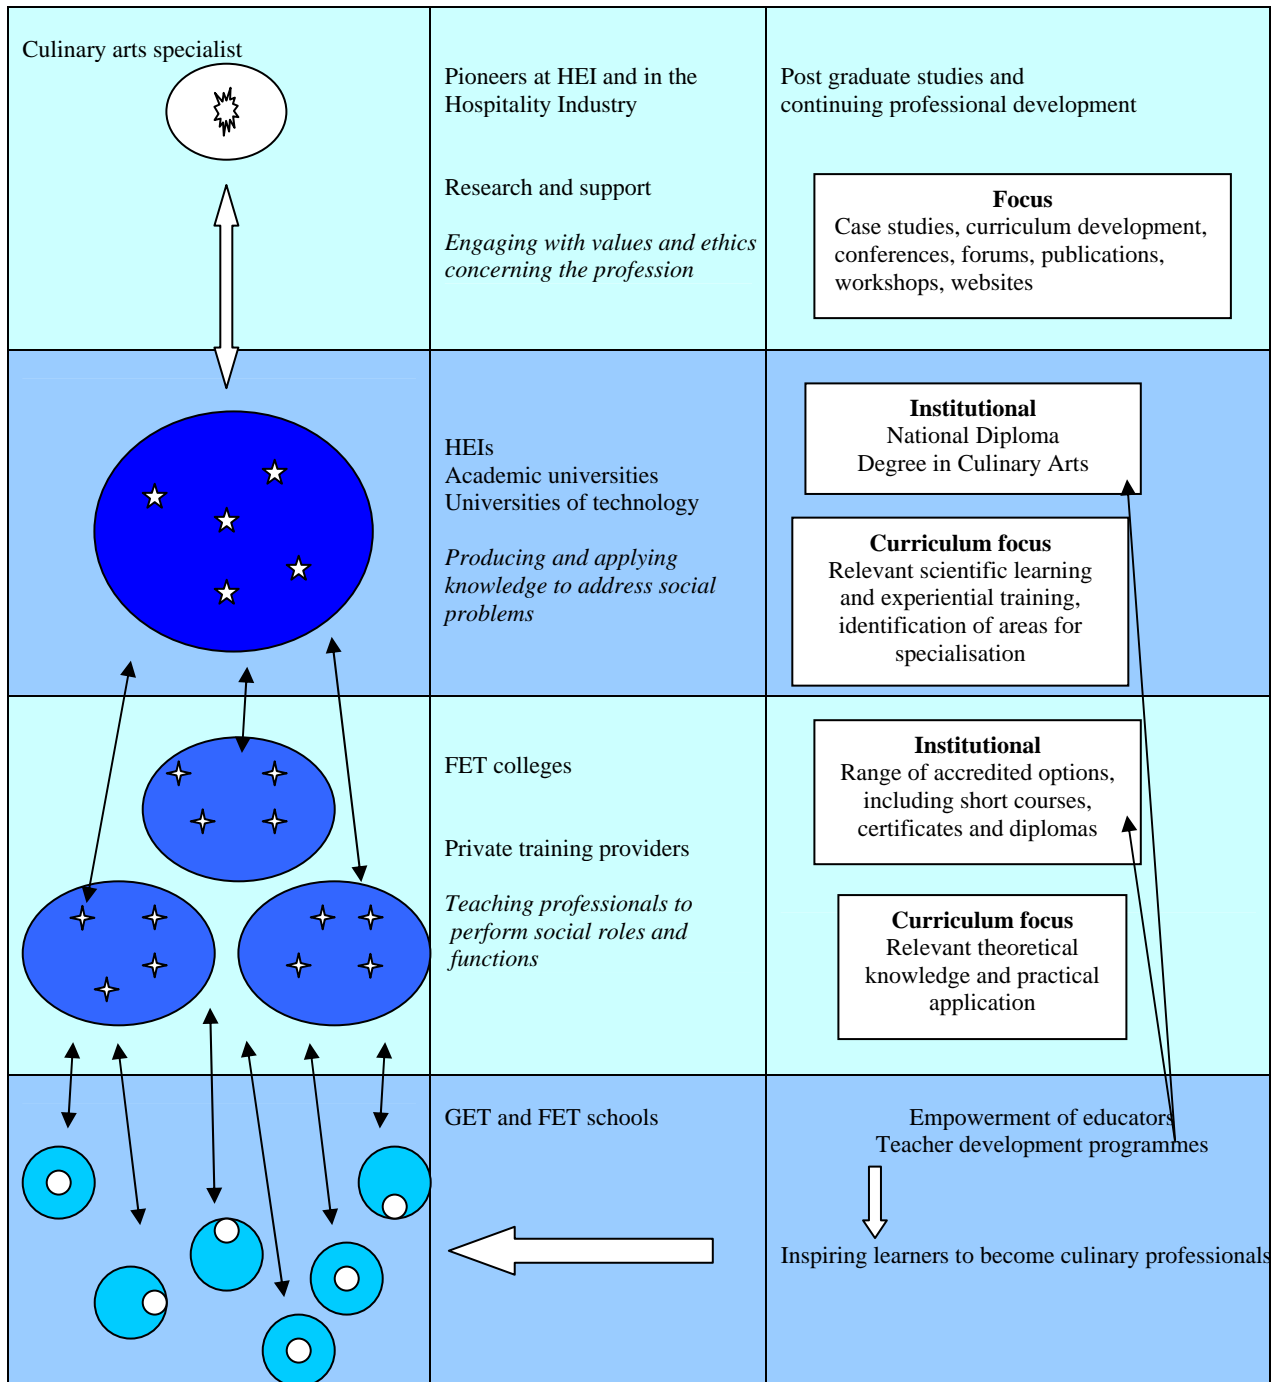 Culinary arts specialist
Pioneers at HEI and in the
Hospitality Industry
Research and support
Engaging with values and ethics
concerning the profession
Post graduate studies and
continuing professional development
Focus
Case studies, curriculum development,
conferences, forums, publications,
workshops, websites
HEIs
Academic universities
Universities of technology
Producing and applying
knowledge to address social
problems
Institutional
National Diploma
Degree in Culinary Arts
Curriculum focus
Relevant scientific learning
and experiential training,
identification of areas for
specialisation
FET colleges
Private training providers
Teaching professionals to
perform social roles and
functions
Institutional
Range of accredited options,
including short courses,
certificates and diplomas
Curriculum focus
Relevant theoretical
knowledge and practical
application
GET and FET schools
Empowerment of educators
Teacher development programmes
Inspiring learners to become culinary professionals